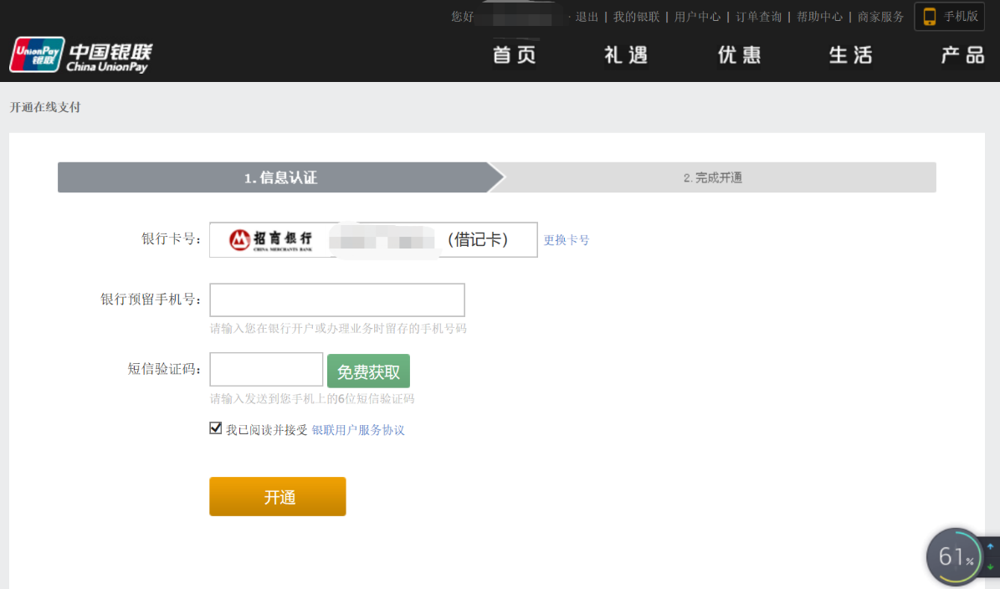 您好 · 退出 | 我的银联 | 用户中心 | 订单查询 | 帮助中心 | 商家服务 手机版
UnionPay 银联 中国银联 China UnionPay
首页 礼遇 优惠 生活 产品
开通在线支付
1. 信息认证 2. 完成开通
银行卡号: 招商银行 CHINA MERCHANTS BANK （借记卡） 更换卡号
银行预留手机号:
请输入您在银行开户或办理业务时留存的手机号码
短信验证码: 免费获取
请输入发送到您手机上的6位短信验证码
我已阅读并接受 银联用户服务协议
开通
61%